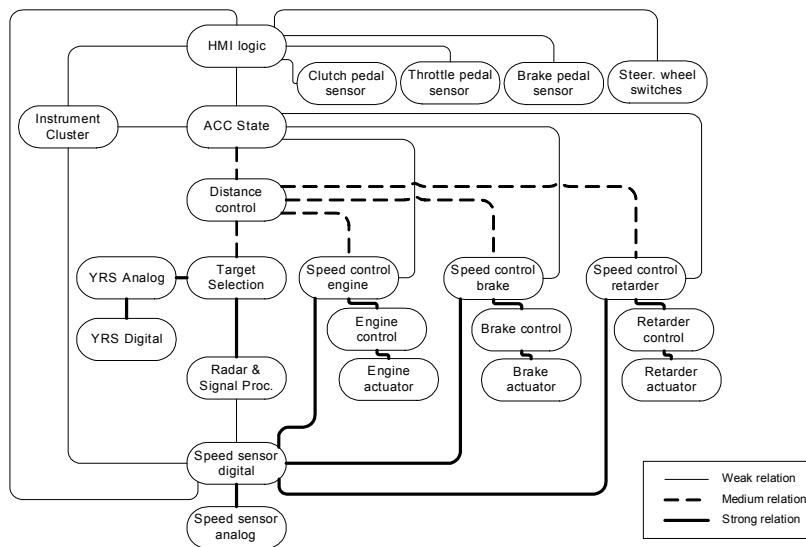 HMI logic
Clutch pedal
sensor
Throttle pedal
sensor
Brake pedal
sensor
Steer. wheel
switches
Instrument
Cluster
ACC State
Distance
control
YRS Analog
Target
Selection
Speed control
engine
Speed control
brake
Speed control
retarder
YRS Digital
Engine
control
Brake control
Retarder
control
Radar &
Signal Proc.
Engine
actuator
Brake
actuator
Retarder
actuator
Speed sensor
digital
Speed sensor
analog
Weak relation
Medium relation
Strong relation